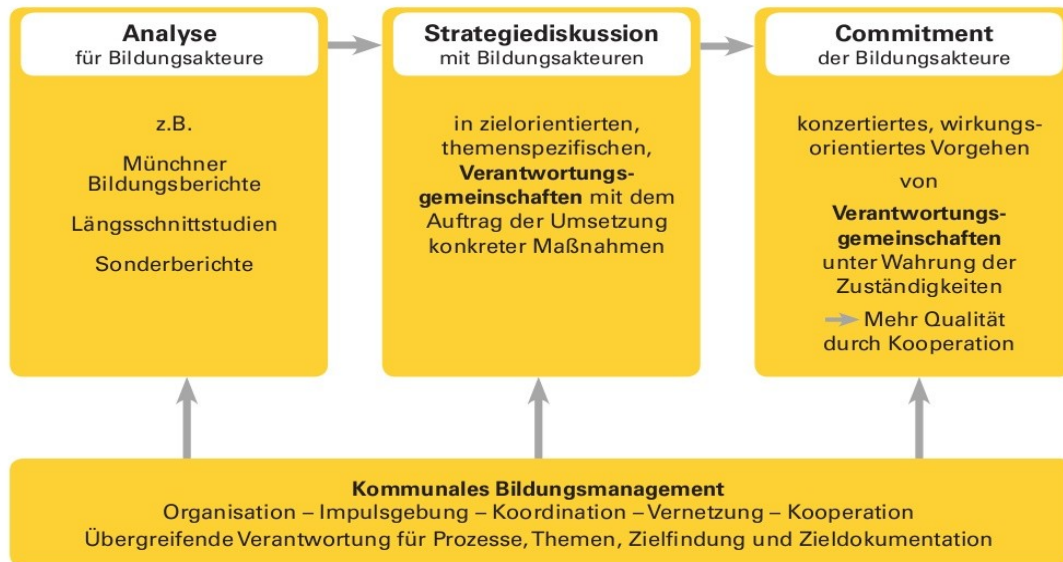 Analyse
für Bildungsakteure
z.B.
Münchner
Bildungsberichte
Längsschnittstudien
Sonderberichte
Strategiediskussion
mit Bildungsakteuren
in zielorientierten,
themenspezifischen,
Verantwortungs-
gemeinschaften mit dem
Auftrag der Umsetzung
konkreter Maßnahmen
Commitment
der Bildungsakteure
konzertiertes, wirkungs-
orientiertes Vorgehen
von
Verantwortungs-
gemeinschaften
unter Wahrung der
Zuständigkeiten
Mehr Qualität
durch Kooperation
Kommunales Bildungsmanagement
Organisation – Impulsgebung – Koordination – Vernetzung – Kooperation
Übergreifende Verantwortung für Prozesse, Themen, Zielfindung und Zieldokumentation